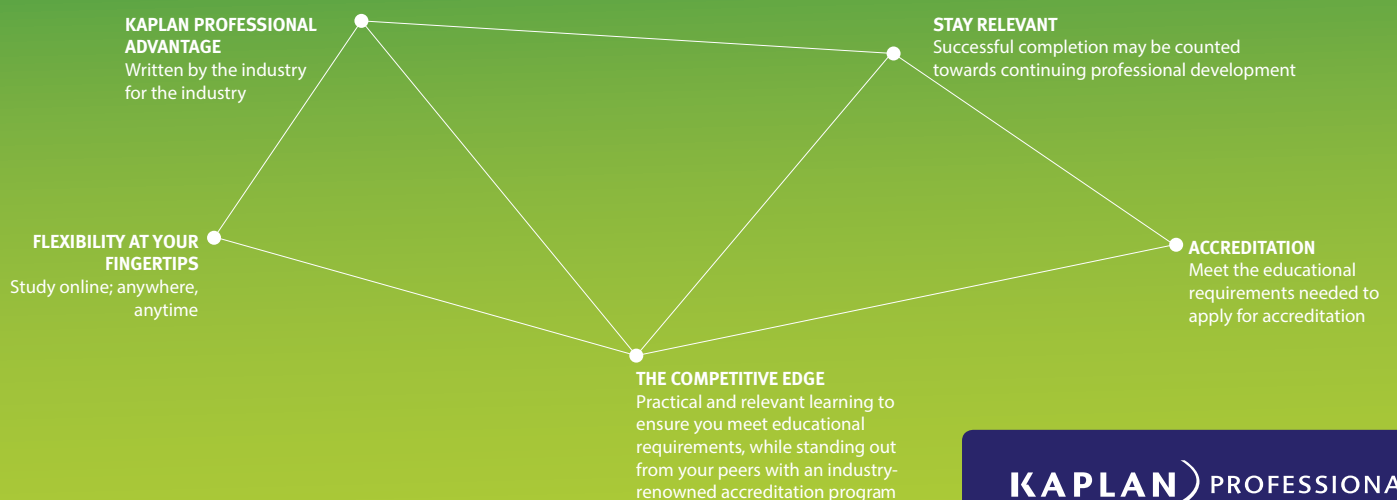 KAPLAN PROFESSIONAL
ADVANTAGE
Written by the industry
for the industry
STAY RELEVANT
Successful completion may be counted
towards continuing professional development
FLEXIBILITY AT YOUR
FINGERTIPS
Study online; anywhere,
anytime
ACCREDITATION
Meet the educational
requirements needed to
apply for accreditation
THE COMPETITIVE EDGE
Practical and relevant learning to
ensure you meet educational
requirements, while standing out
from your peers with an industry-
renowned accreditation program
KAPLAN PROFESSIONA